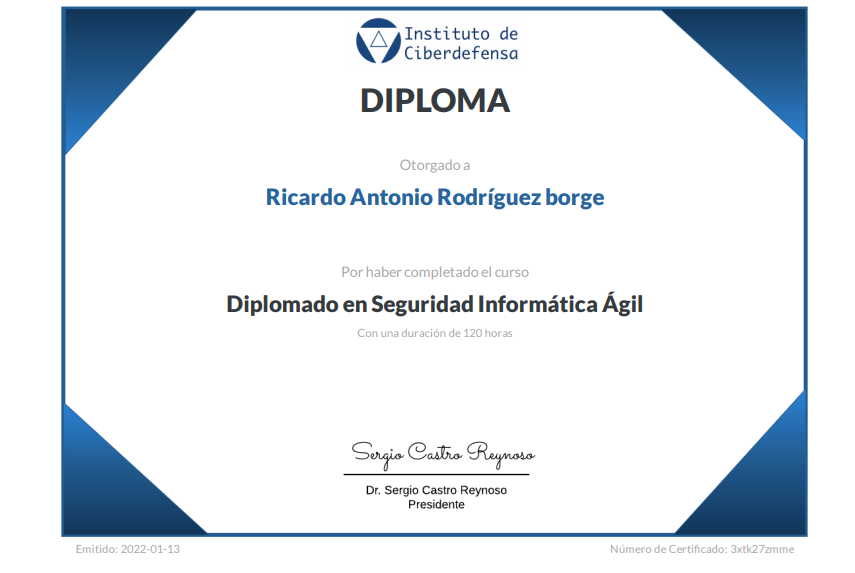 Instituto de
Ciberdefensa
DIPLOMA
Otorgado a
Ricardo Antonio Rodríguez borge
Por haber completado el curso
Diplomado en Seguridad Informática Ágil
Con una duración de 120 horas
Sergio Castro Reynoso
Dr. Sergio Castro Reynoso
Presidente
Emitido: 2022-01-13
Número de Certificado: 3xtk27zmme